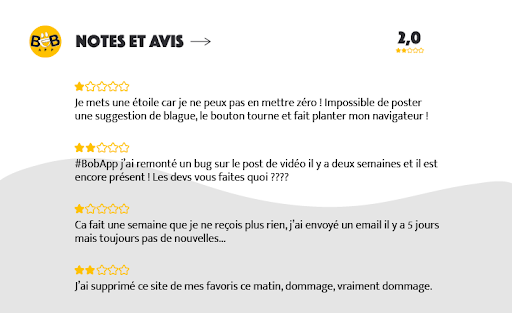 BOB
APP
NOTES ET AVIS
2,0
Je mets une étoile car je ne peux pas en mettre zéro ! Impossible de poster
une suggestion de blague, le bouton tourne et fait planter mon navigateur !
#BobApp j'ai remonté un bug sur le post de vidéo il y a deux semaines et il est
encore présent ! Les devs vous faites quoi ????
Ca fait une semaine que je ne reçois plus rien, j'ai envoyé un email il y a 5 jours
mais toujours pas de nouvelles...
J'ai supprimé ce site de mes favoris ce matin, dommage, vraiment dommage.